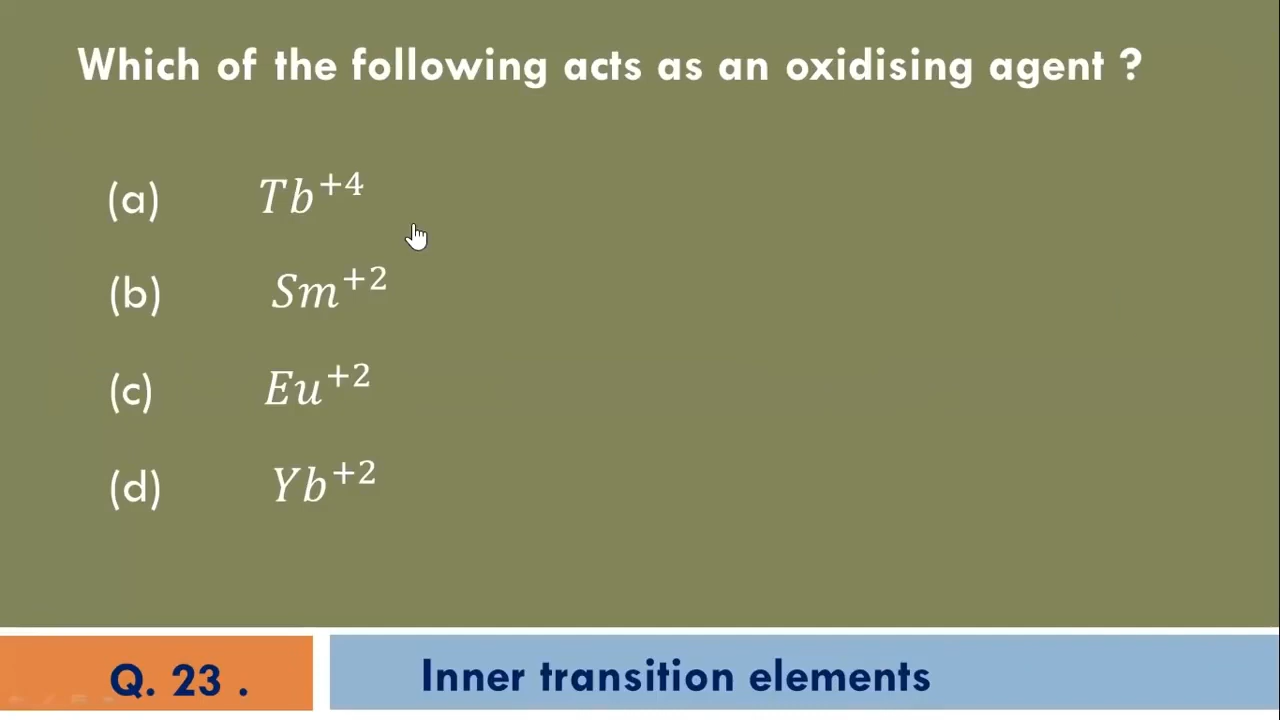 Which of the following acts as an oxidising agent ?
(a) Tb⁺⁴
(b) Sm⁺²
(c) Eu⁺²
(d) Yb⁺²
Q. 23 . Inner transition elements